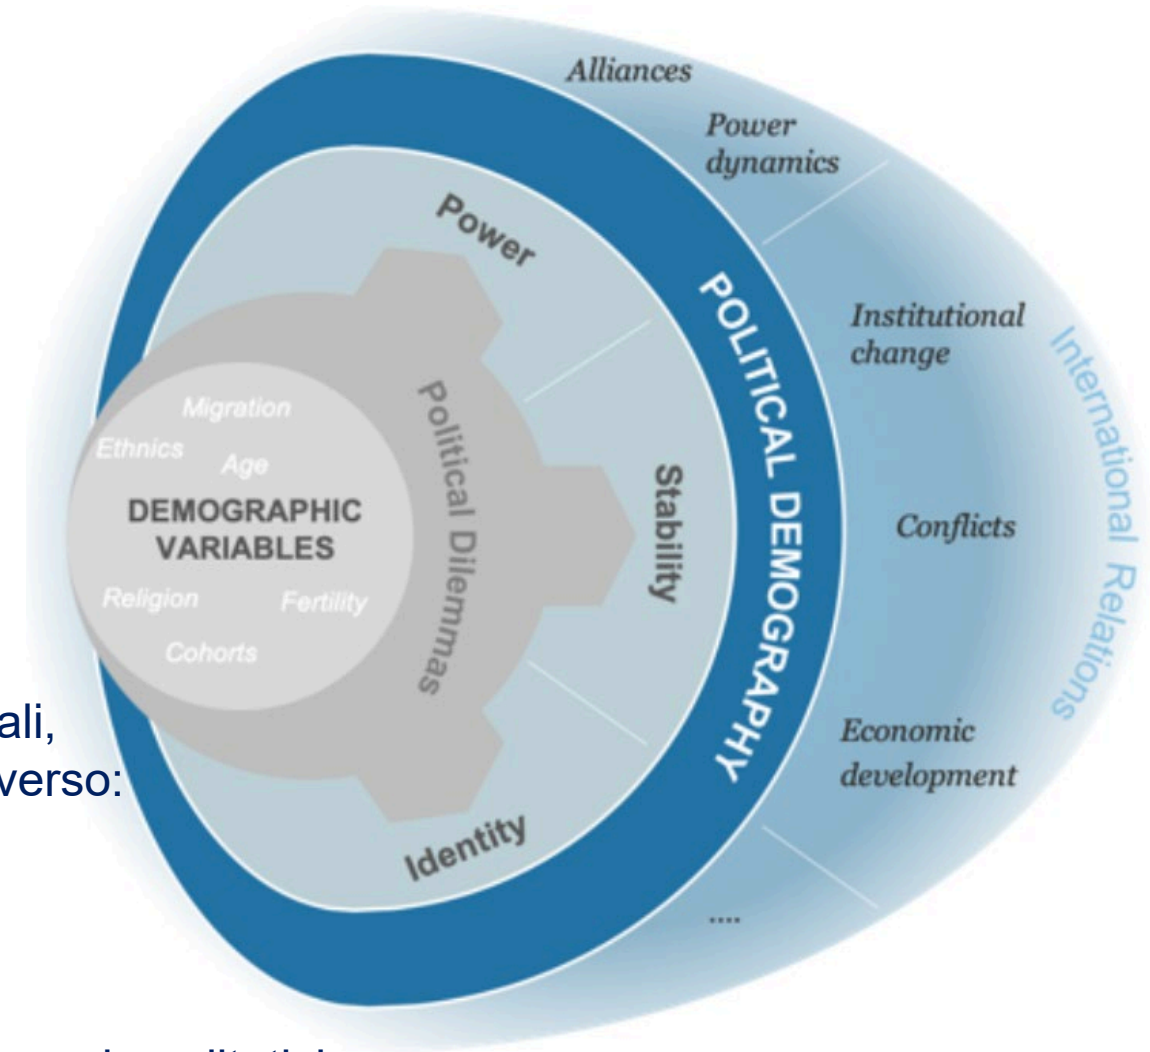 Alliances
Power
dynamics
Power
POLITICAL DEMOGRAPHY
Institutional
change
International Relations
Migration
Ethnics
Age
Political Dilemmas
Stability
DEMOGRAPHIC
VARIABLES
Conflicts
Religion
Fertility
Cohorts
ali,
verso:
Economic
development
Identity
....